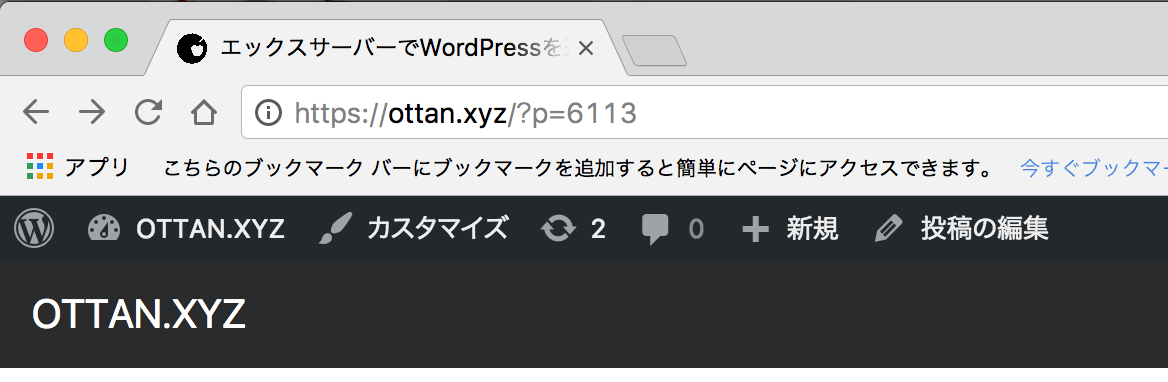 エックスサーバーでWordPressを
https://ottan.xyz/?p=6113
アプリ こちらのブックマーク バーにブックマークを追加すると簡単にページにアクセスできます。 今すぐブックマー
OTTAN.XYZ カスタマイズ 2 0 新規 投稿の編集
OTTAN.XYZ